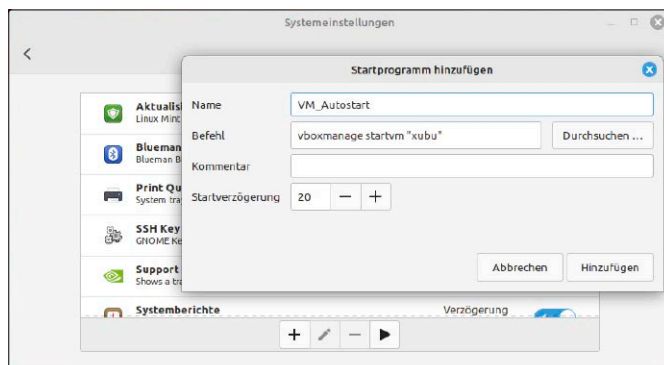 Systemeinstellungen
Startprogramm hinzufügen
Name VM_Autostart
Befehl vboxmanage startvm "xubu" Durchsuchen ...
Kommentar
Startverzögerung 20
Abbrechen Hinzufügen
Aktualis
Linux Mint
Blueman
Blueman B
Print Qu
System tra
SSH Key
GNOME Ke
Support
Shows a tra
Systemberichte
Verzögerung